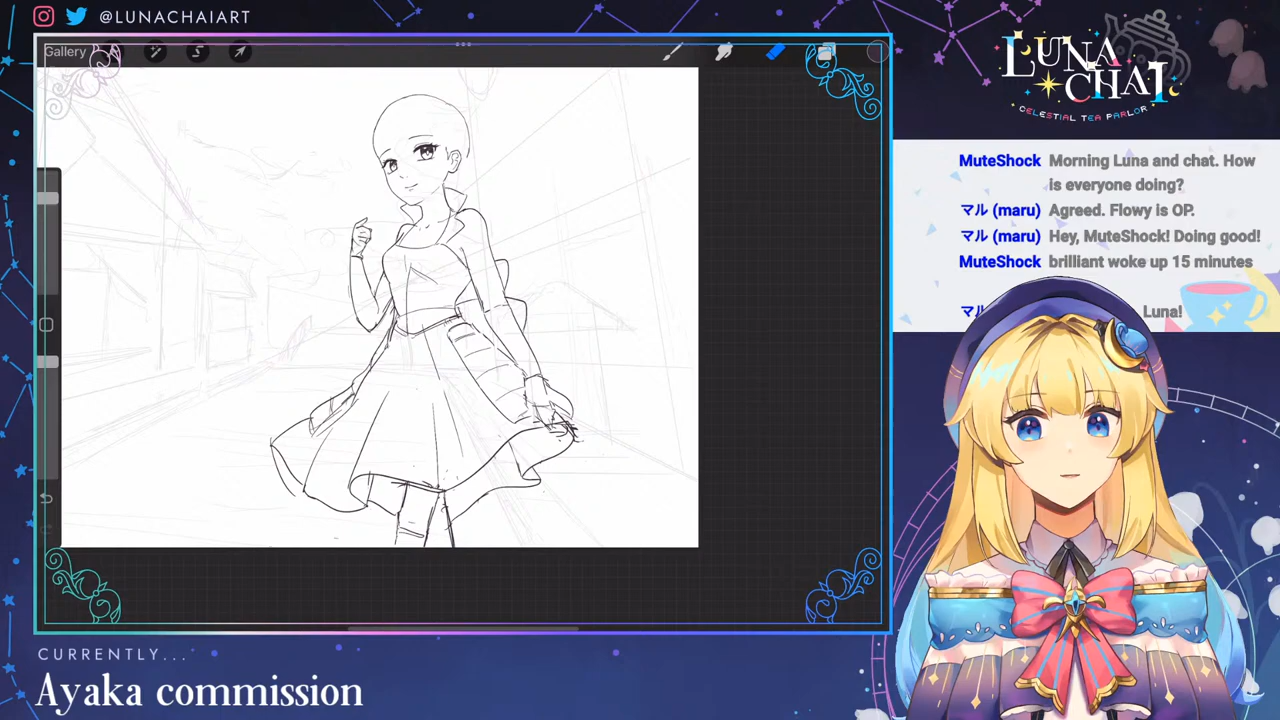 @LUNACHAIART
Gallery
LUNA
CHAI
CELESTIAL TEA PARLOR
MuteShock Morning Luna and chat. How
is everyone doing?
マル (maru) Agreed. Flowy is OP.
マル (maru) Hey, MuteShock! Doing good!
MuteShock brilliant woke up 15 minutes
Luna!
CURRENTLY...
Ayaka commission